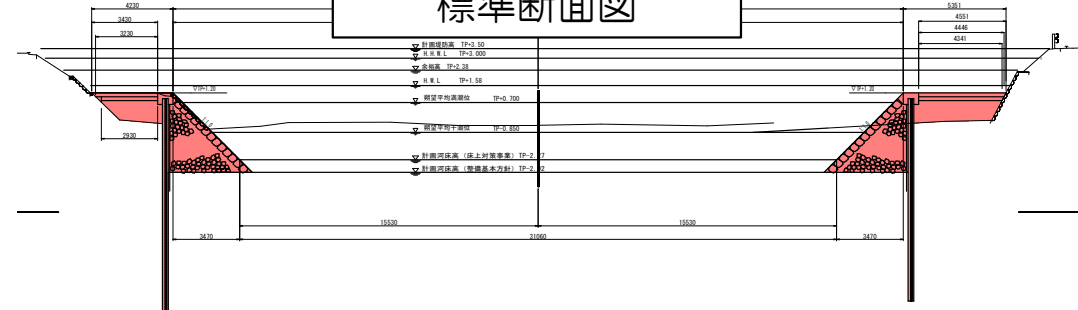 標準断面図
4230
3430
3230
5351
4551
4446
4341
計画堤防高 TP+3.50
H.H.W.L TP+3.000
余裕高 TP+2.38
H.W.L TP+1.58
▽TP+1.20
▽TP+1.20
朔望平均満潮位 TP+0.700
朔望平均干潮位 TP-0.850
2930
計画河床高（床上対策事業）TP-2.
計画河床高（整備基本方針）TP-2.
15530
15530
3470
31060
3470